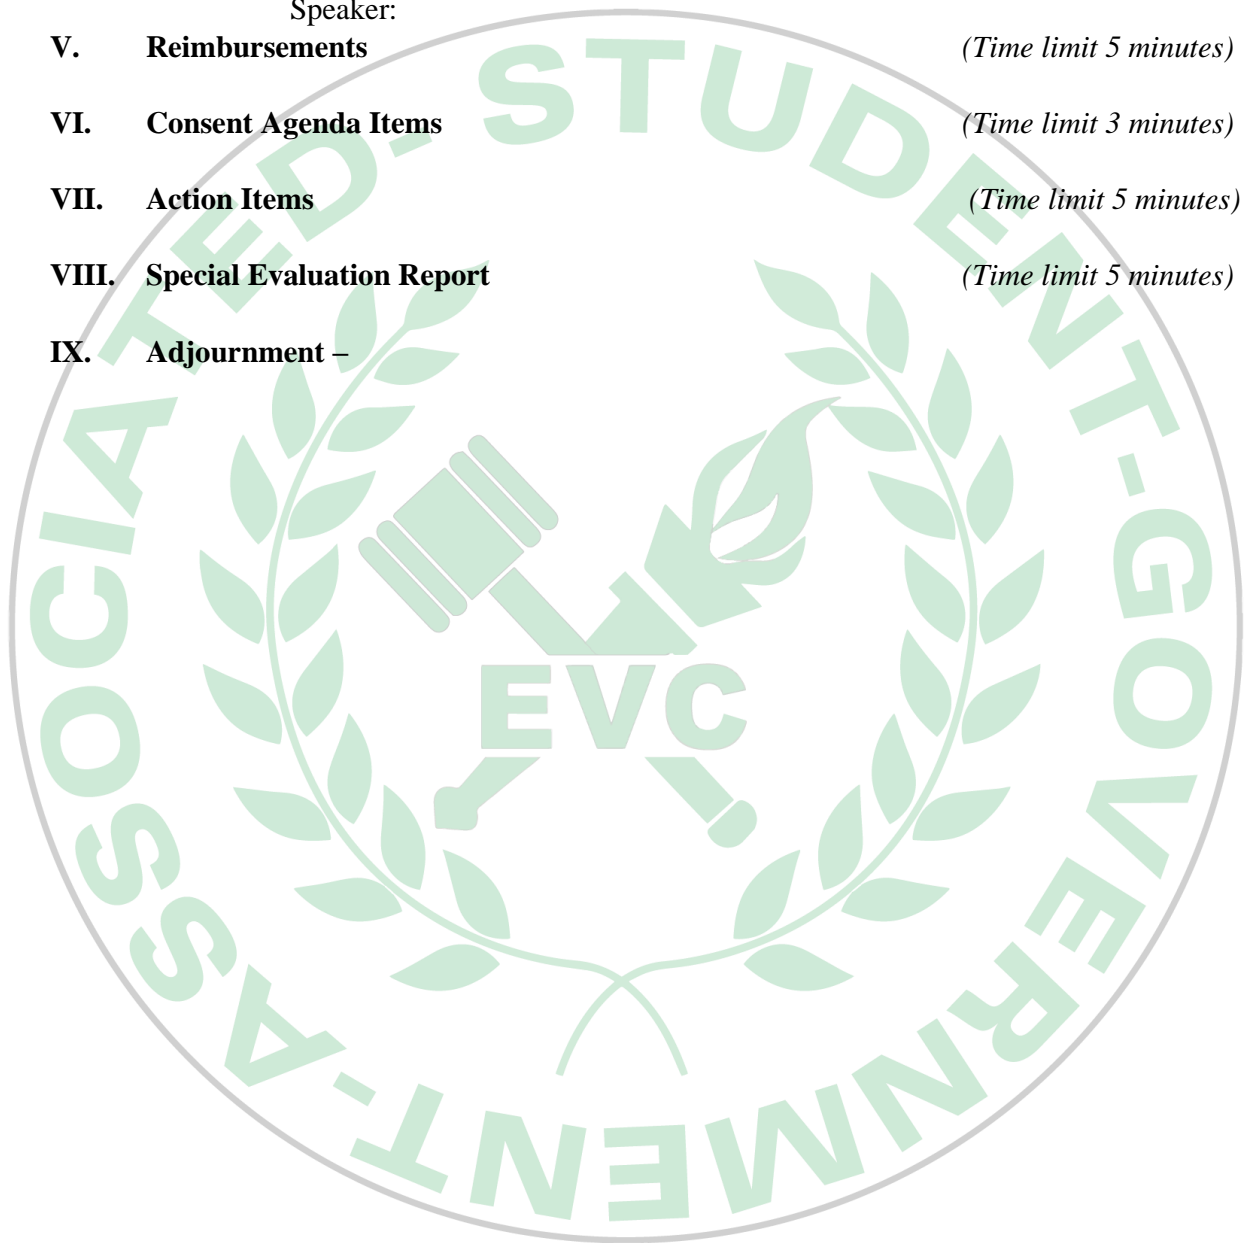 Speaker:
V. Reimbursements (Time limit 5 minutes)
VI. Consent Agenda Items (Time limit 3 minutes)
VII. Action Items (Time limit 5 minutes)
VIII. Special Evaluation Report (Time limit 5 minutes)
IX. Adjournment –
ASSOCIATED- STUDENT-GOVERNMENT-
EVC